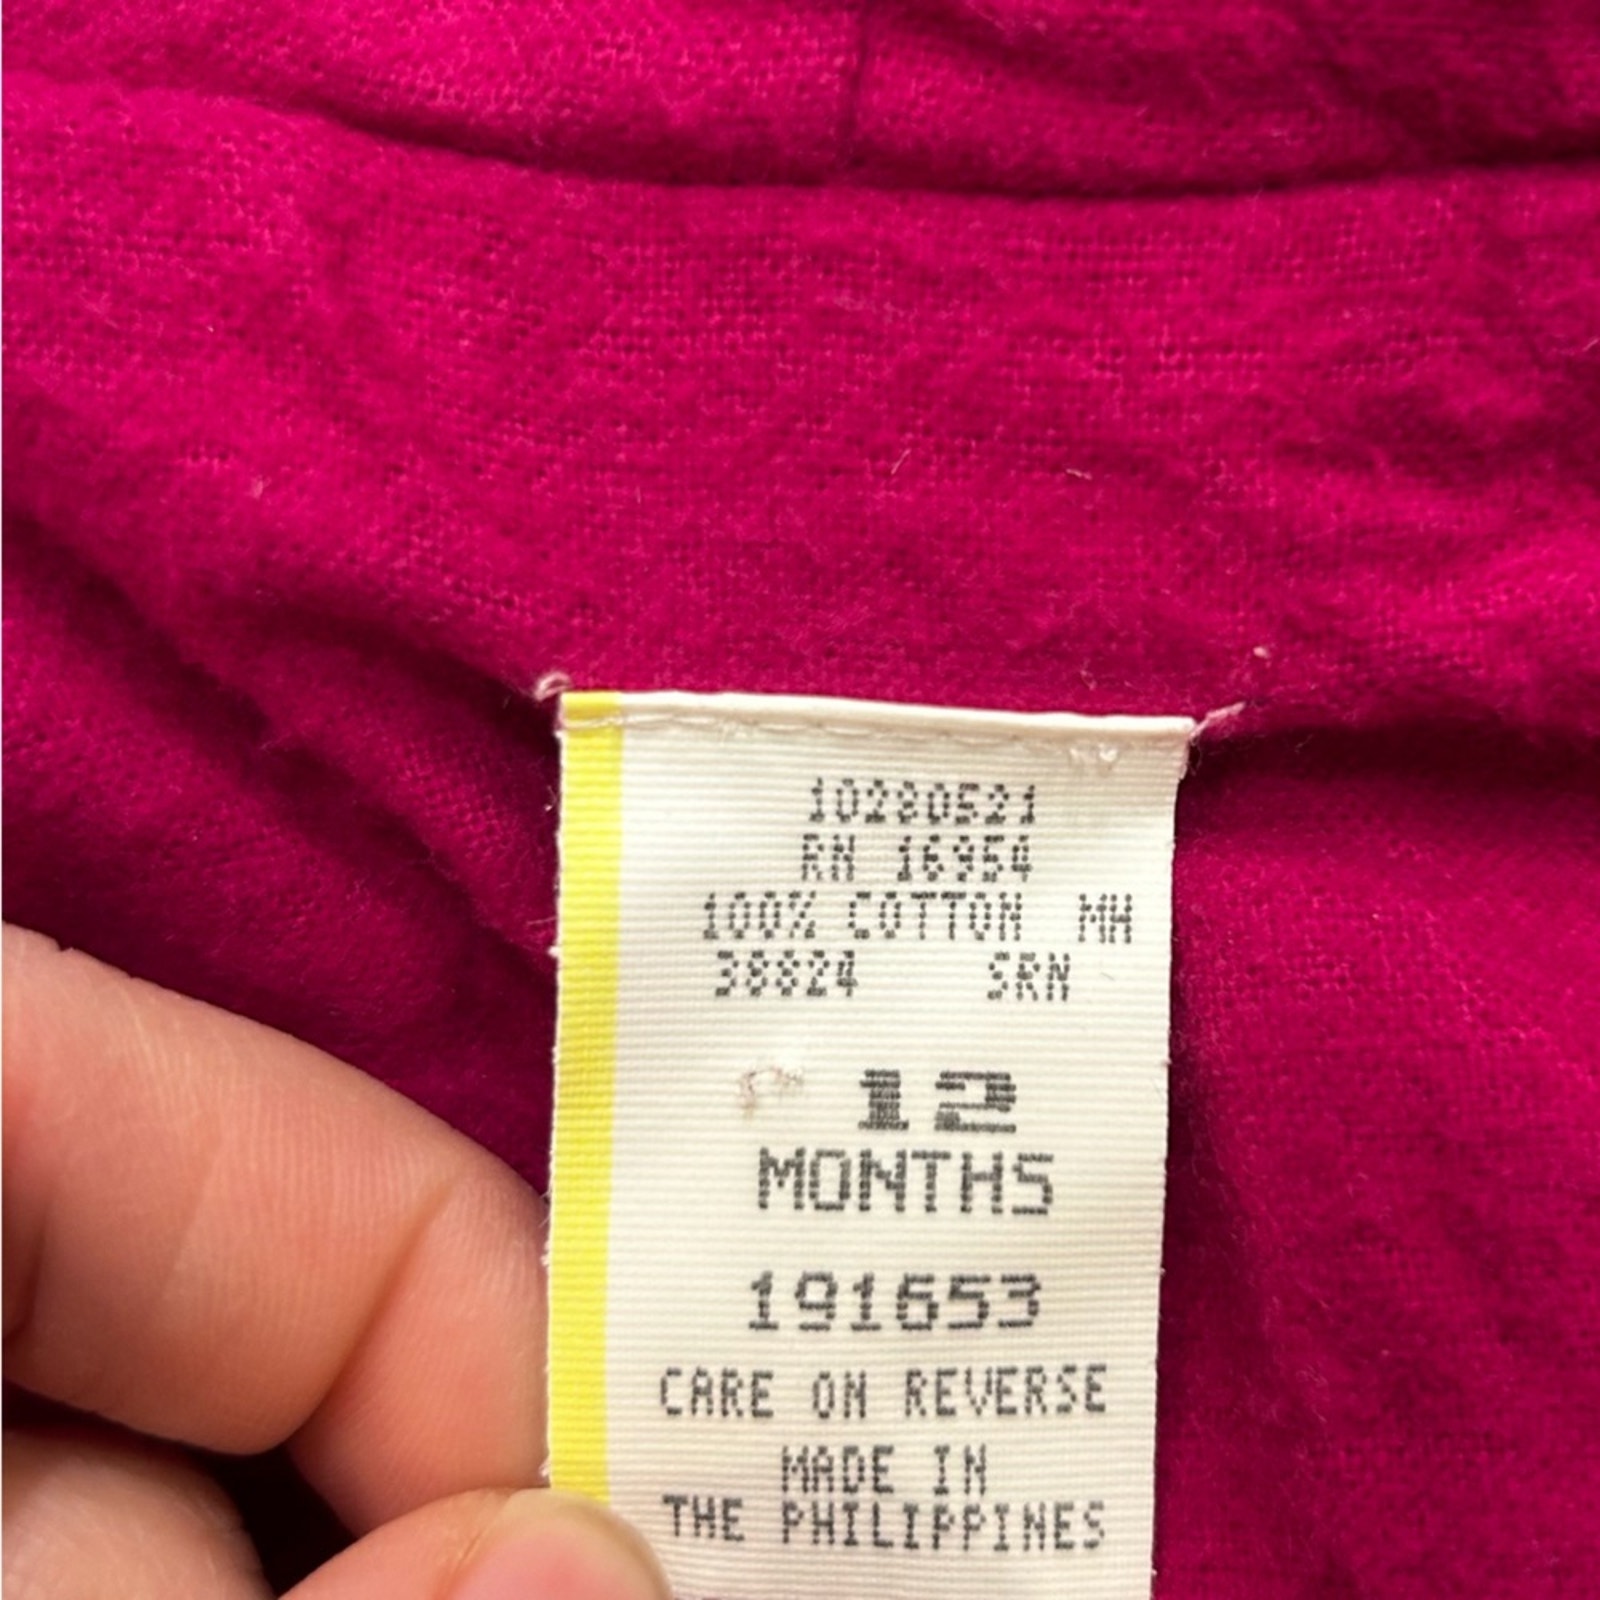 10280521
RN 16954
100% COTTON MH
38824 SRN
12
MONTHS
191653
CARE ON REVERSE
MADE IN
THE PHILIPPINES